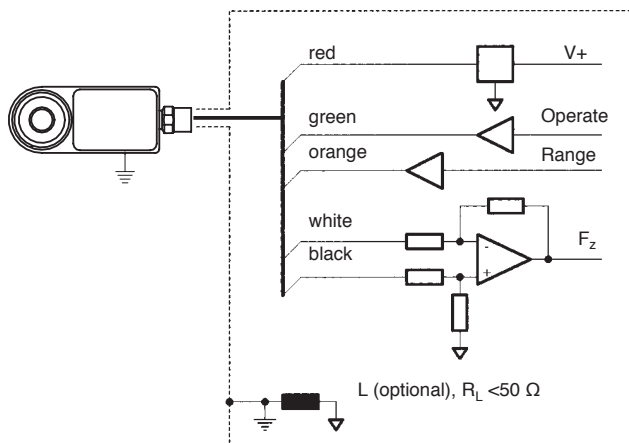 red V+
green Operate
orange Range
white
-
F_z
black
+
L (optional), R_L <50 Ω